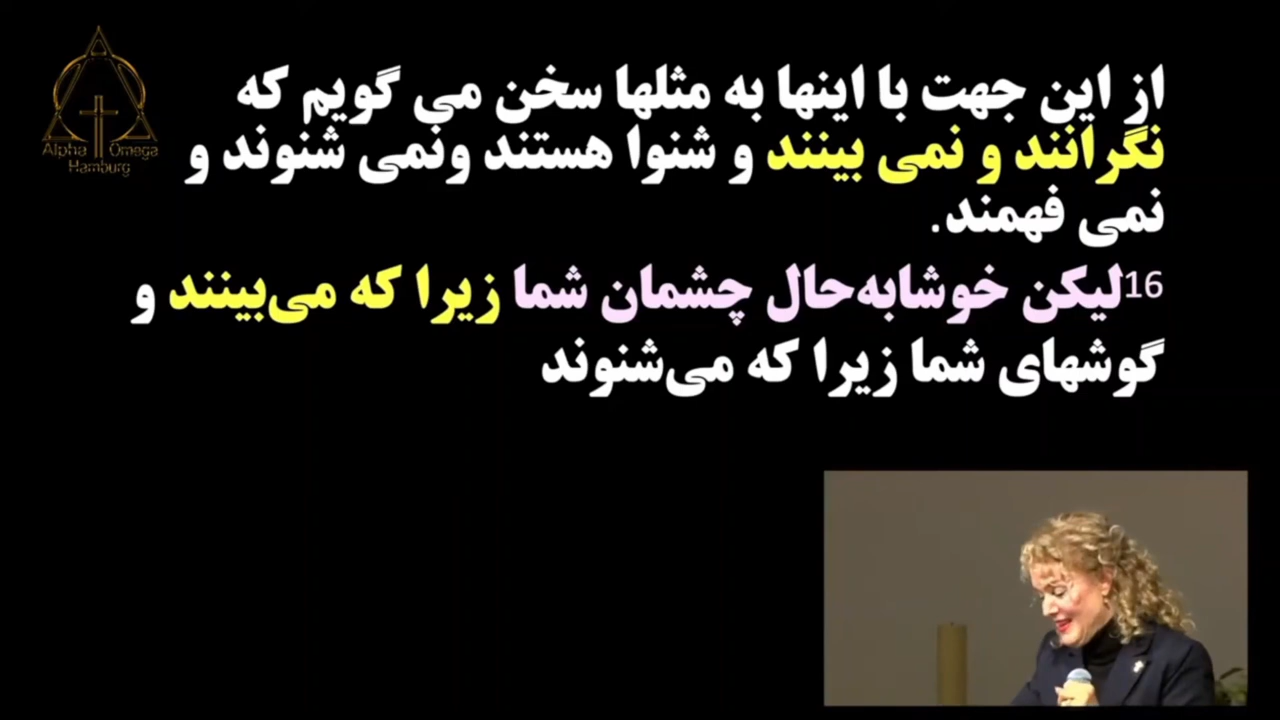 Alpha Omega
Hamburg
از این جهت با اینها به مثلها سخن می گویم که
نگرانند و نمی بینند و شنوا هستند ونمی شنوند و
نمی فهمند.
16لیکن خوشابه‌حال چشمان شما زیرا که می‌بینند و
گوشهای شما زیرا که می‌شنوند